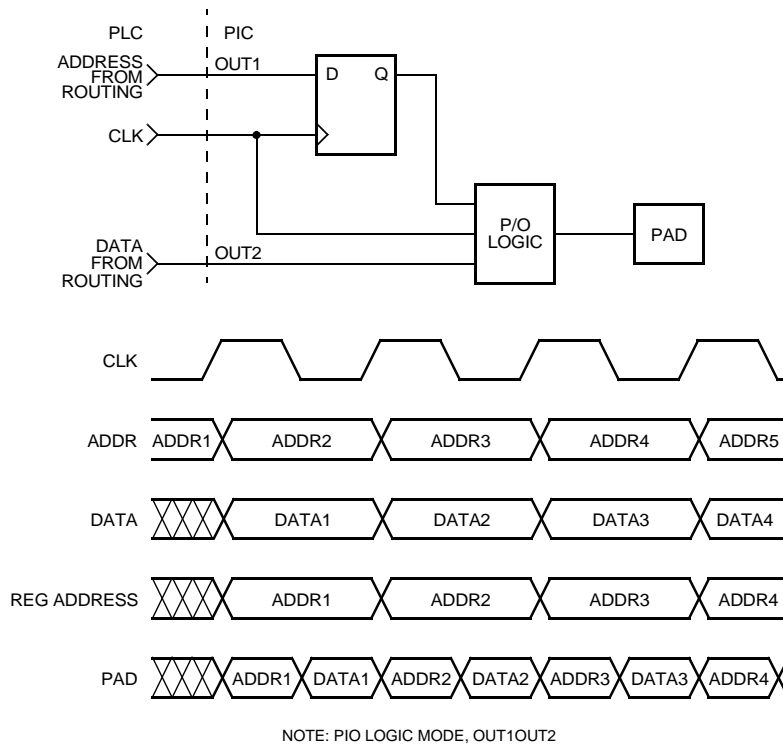 PLC PIC
ADDRESS
FROM
ROUTING
OUT1
D Q
CLK
P/O
LOGIC
PAD
DATA
FROM
ROUTING
OUT2
CLK
ADDR ADDR1 ADDR2 ADDR3 ADDR4 ADDR5
DATA DATA1 DATA2 DATA3 DATA4
REG ADDRESS ADDR1 ADDR2 ADDR3 ADDR4
PAD ADDR1 DATA1 ADDR2 DATA2 ADDR3 DATA3 ADDR4
NOTE: PIO LOGIC MODE, OUT1OUT2